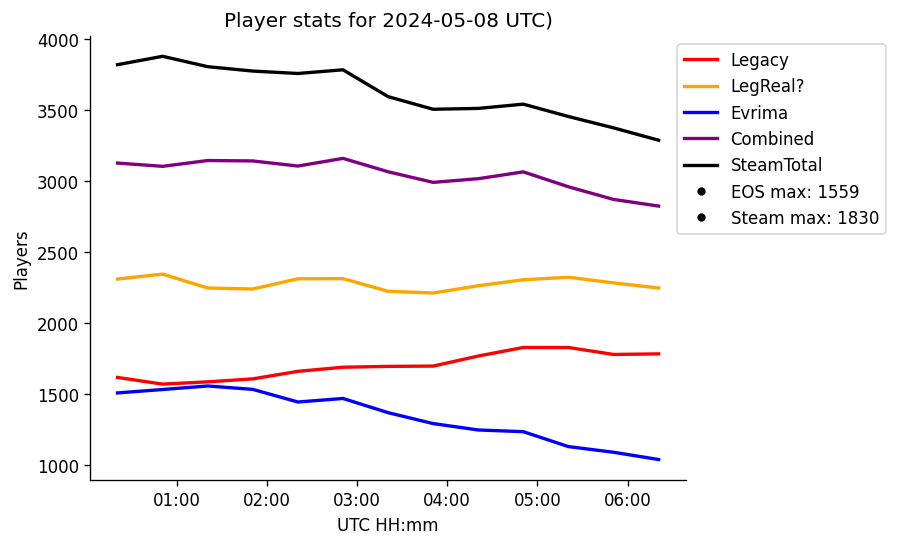 Player stats for 2024-05-08 UTC)
4000
3500
3000
2500
2000
1500
1000
Players
01:00 02:00 03:00 04:00 05:00 06:00
UTC HH:mm
Legacy
LegReal?
Evrima
Combined
SteamTotal
EOS max: 1559
Steam max: 1830